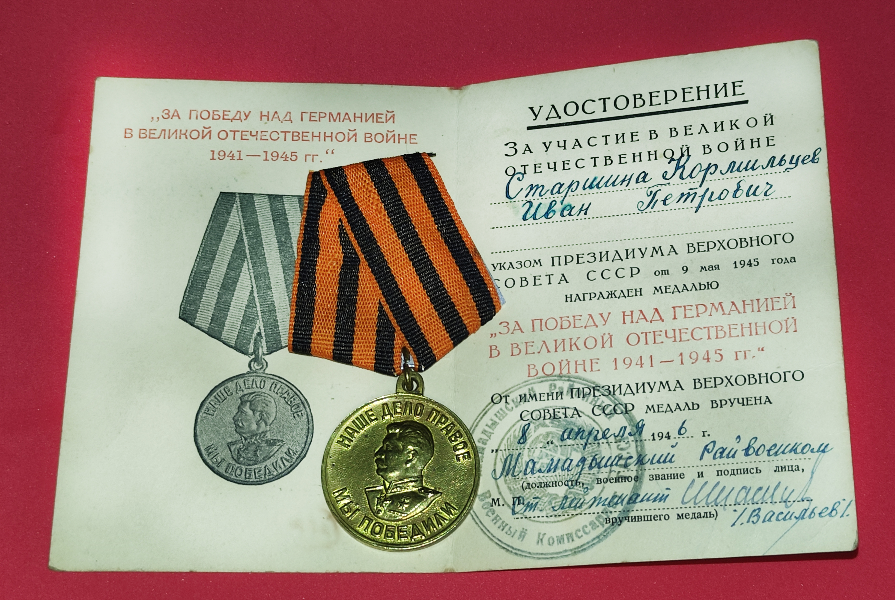 „ЗА ПОБЕДУ НАД ГЕРМАНИЕЙ
В ВЕЛИКОЙ ОТЕЧЕСТВЕННОЙ ВОЙНЕ
1941—1945 гг.“
НАШЕ ДЕЛО ПРАВОЕ
МЫ ПОБЕДИЛИ
НАШЕ ДЕЛО ПРАВОЕ
МЫ ПОБЕДИЛИ
УДОСТОВЕРЕНИЕ
ЗА УЧАСТИЕ В ВЕЛИКОЙ
ОТЕЧЕСТВЕННОЙ ВОЙНЕ
Старшина Кормильцев
Иван Петрович
УКАЗОМ ПРЕЗИДИУМА ВЕРХОВНОГО
СОВЕТА СССР от 9 мая 1945 года
НАГРАЖДЕН МЕДАЛЬЮ
„ЗА ПОБЕДУ НАД ГЕРМАНИЕЙ
В ВЕЛИКОЙ ОТЕЧЕСТВЕННОЙ
ВОЙНЕ 1941—1945 гг.“
ОТ ИМЕНИ ПРЕЗИДИУМА ВЕРХОВНОГО
СОВЕТА СССР МЕДАЛЬ ВРУЧЕНА
„8“ апреля 1946 г.
Мамадышский Райвоенком
(должность, военное звание и подпись лица,
М. П. Ст. лейтенант
вручившего медаль) /Васильев/.
Военный Комиссариат